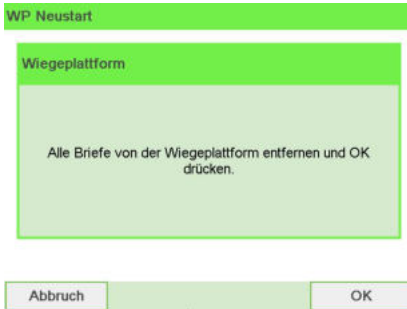 WP Neustart
Wiegeplattform
Alle Briefe von der Wiegeplattform entfernen und OK
drücken.
Abbruch
OK